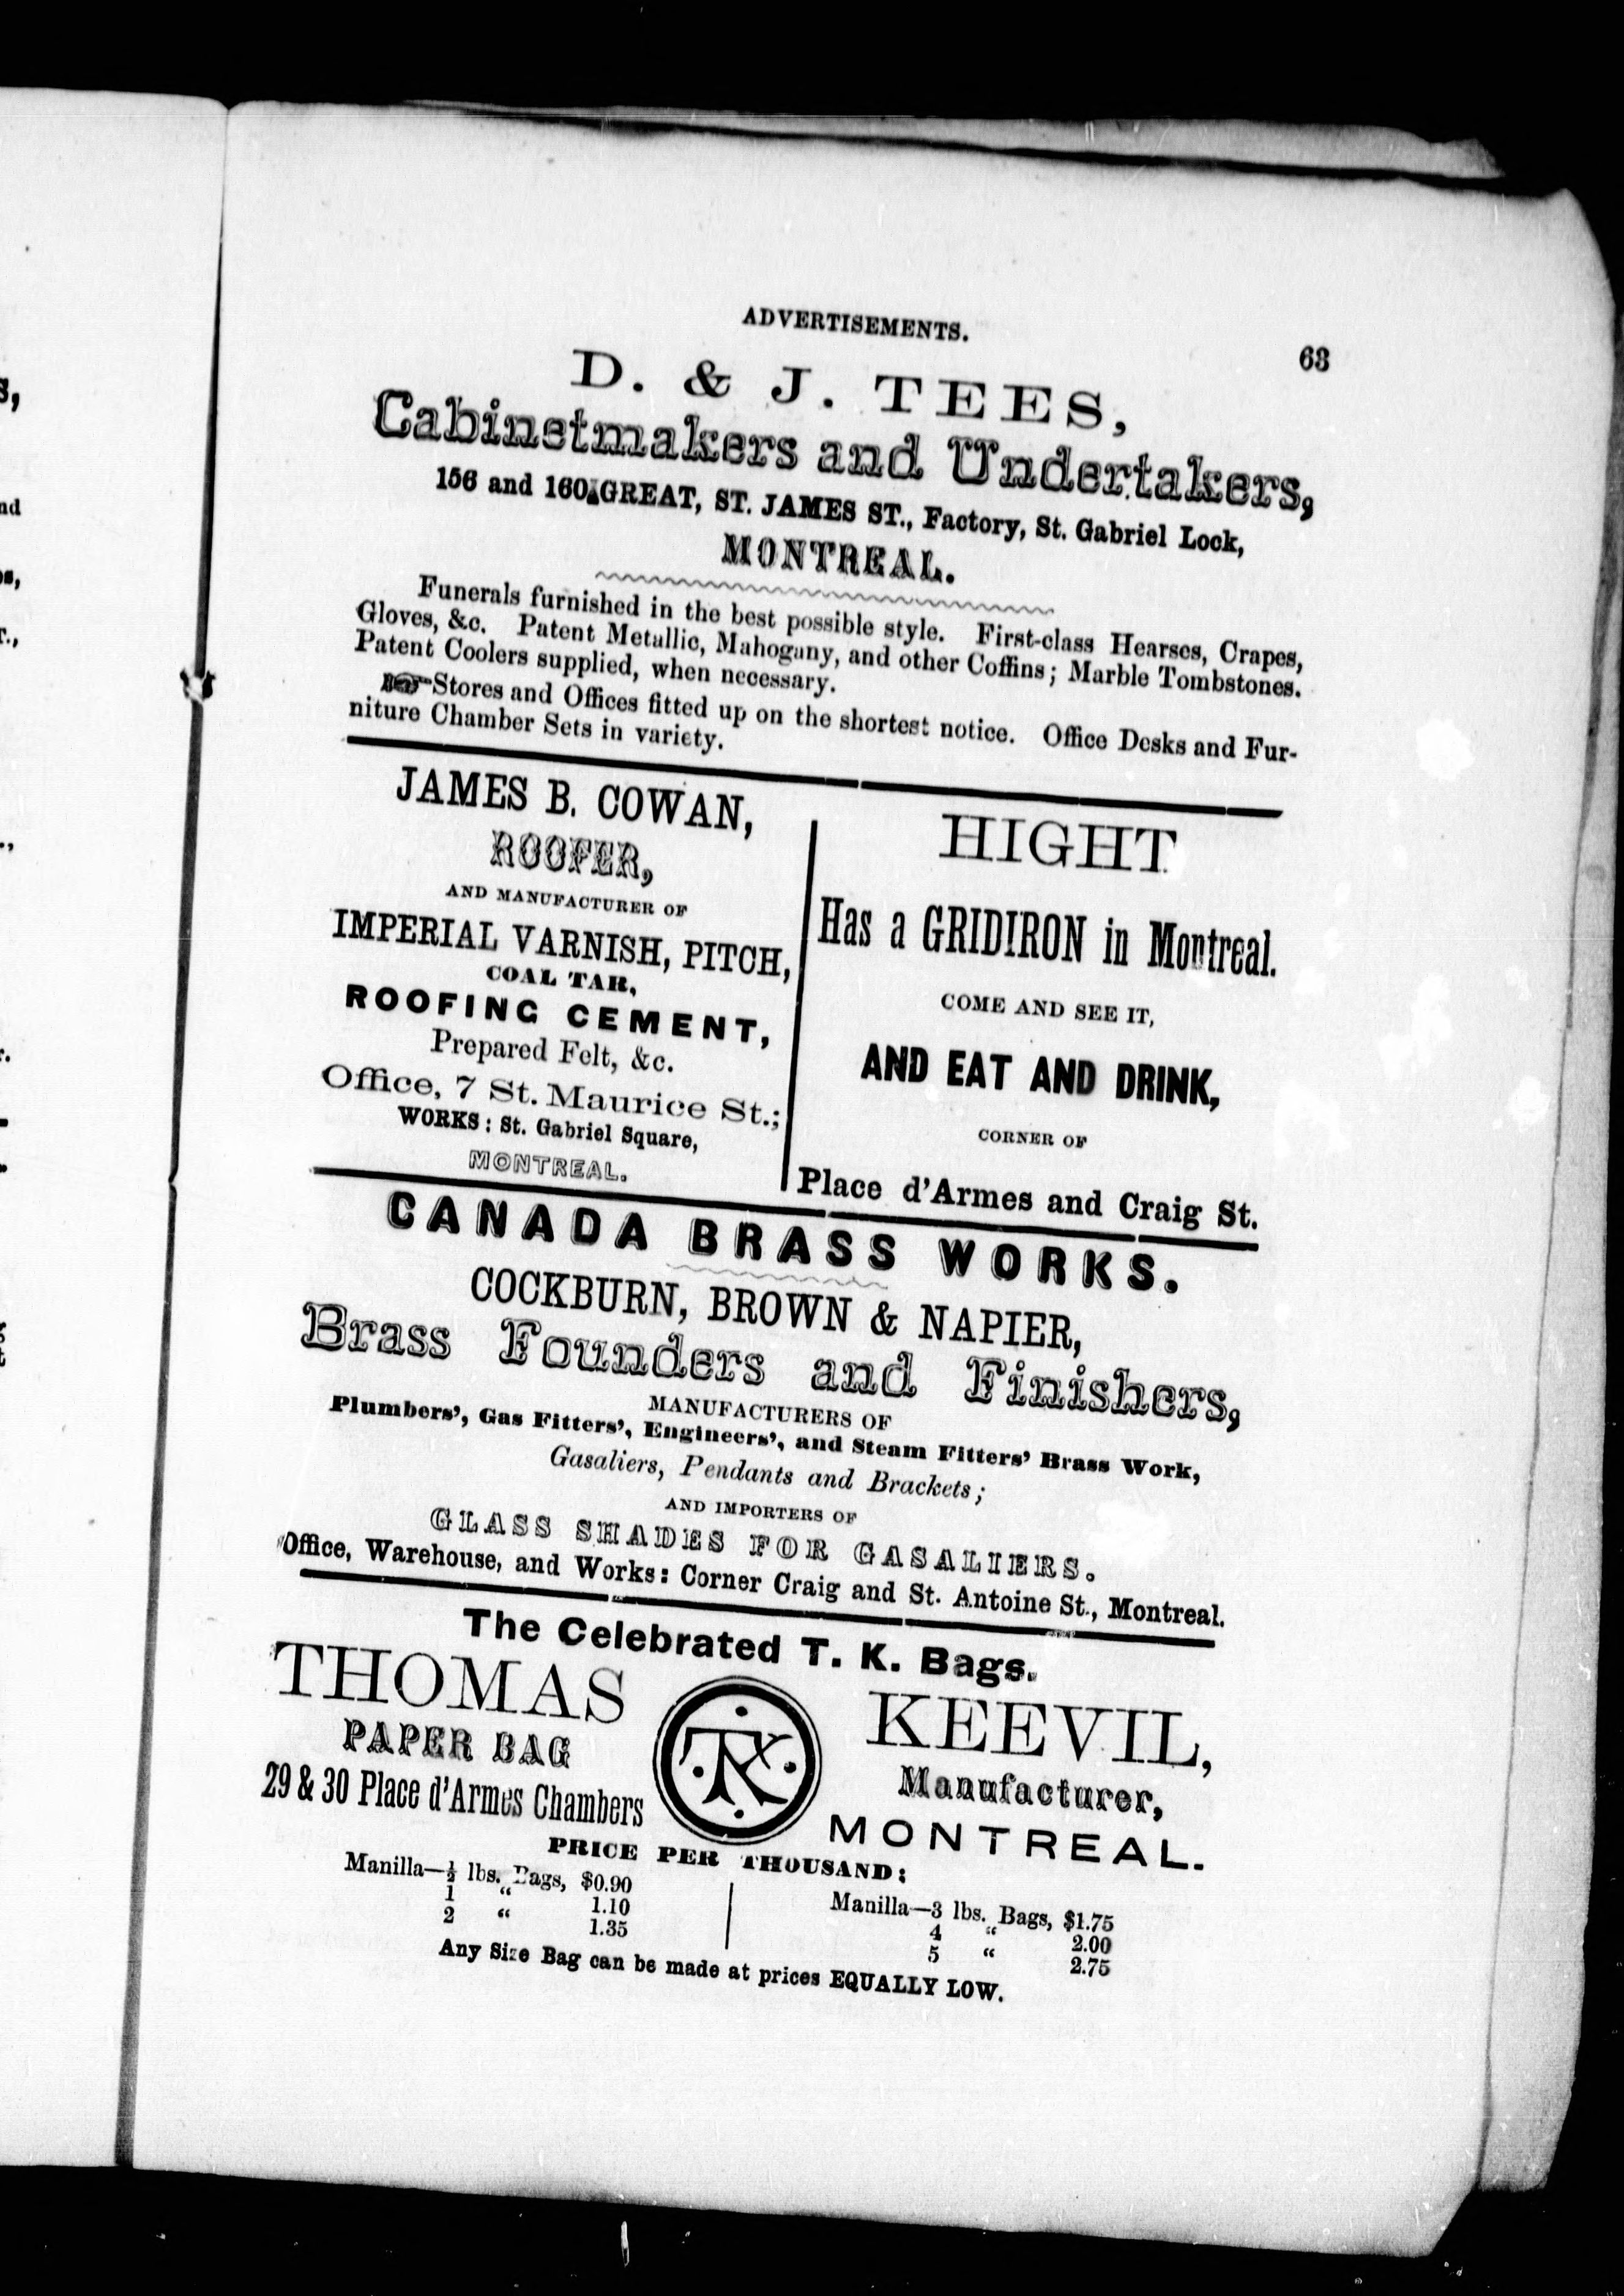 ADVERTISEMENTS.
63
D. & J. TEES,
Cabinetmakers and Undertakers,
156 and 160 GREAT, ST. JAMES ST., Factory, St. Gabriel Lock,
MONTREAL.
Funerals furnished in the best possible style. First-class Hearses, Crapes,
Gloves, &c. Patent Metallic, Mahogany, and other Coffins; Marble Tombstones.
Patent Coolers supplied, when necessary.
☞Stores and Offices fitted up on the shortest notice. Office Desks and Fur-
niture Chamber Sets in variety.
JAMES B. COWAN,
ROOFER,
AND MANUFACTURER OF
IMPERIAL VARNISH, PITCH,
COAL TAR,
ROOFING CEMENT,
Prepared Felt, &c.
Office, 7 St. Maurice St.;
WORKS: St. Gabriel Square,
MONTREAL.
HIGHT
Has a GRIDIRON in Montreal.
COME AND SEE IT,
AND EAT AND DRINK,
CORNER OF
Place d'Armes and Craig St.
CANADA BRASS WORKS.
COCKBURN, BROWN & NAPIER,
Brass Founders and Finishers,
MANUFACTURERS OF
Plumbers', Gas Fitters', Engineers', and Steam Fitters' Brass Work,
Gasaliers, Pendants and Brackets;
AND IMPORTERS OF
GLASS SHADES FOR GASALIERS.
Office, Warehouse, and Works: Corner Craig and St. Antoine St., Montreal.
The Celebrated T. K. Bags.
THOMAS KEEVIL,
TK
PAPER BAG Manufacturer,
29 & 30 Place d'Armes Chambers MONTREAL.
PRICE PER THOUSAND:
Manilla—½ lbs. Bags, $0.90
1 " 1.10
2 " 1.35
Manilla—3 lbs. Bags, $1.75
4 " 2.00
5 " 2.75
Any Size Bag can be made at prices EQUALLY LOW.